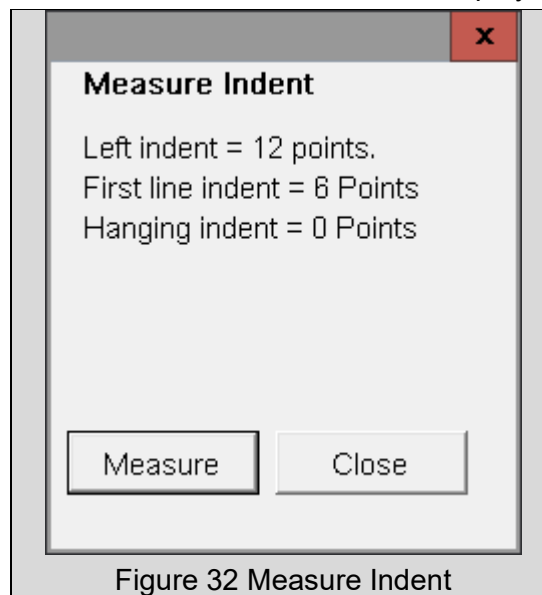 x
Measure Indent
Left indent = 12 points.
First line indent = 6 Points
Hanging indent = 0 Points
Measure Close
Figure 32 Measure Indent